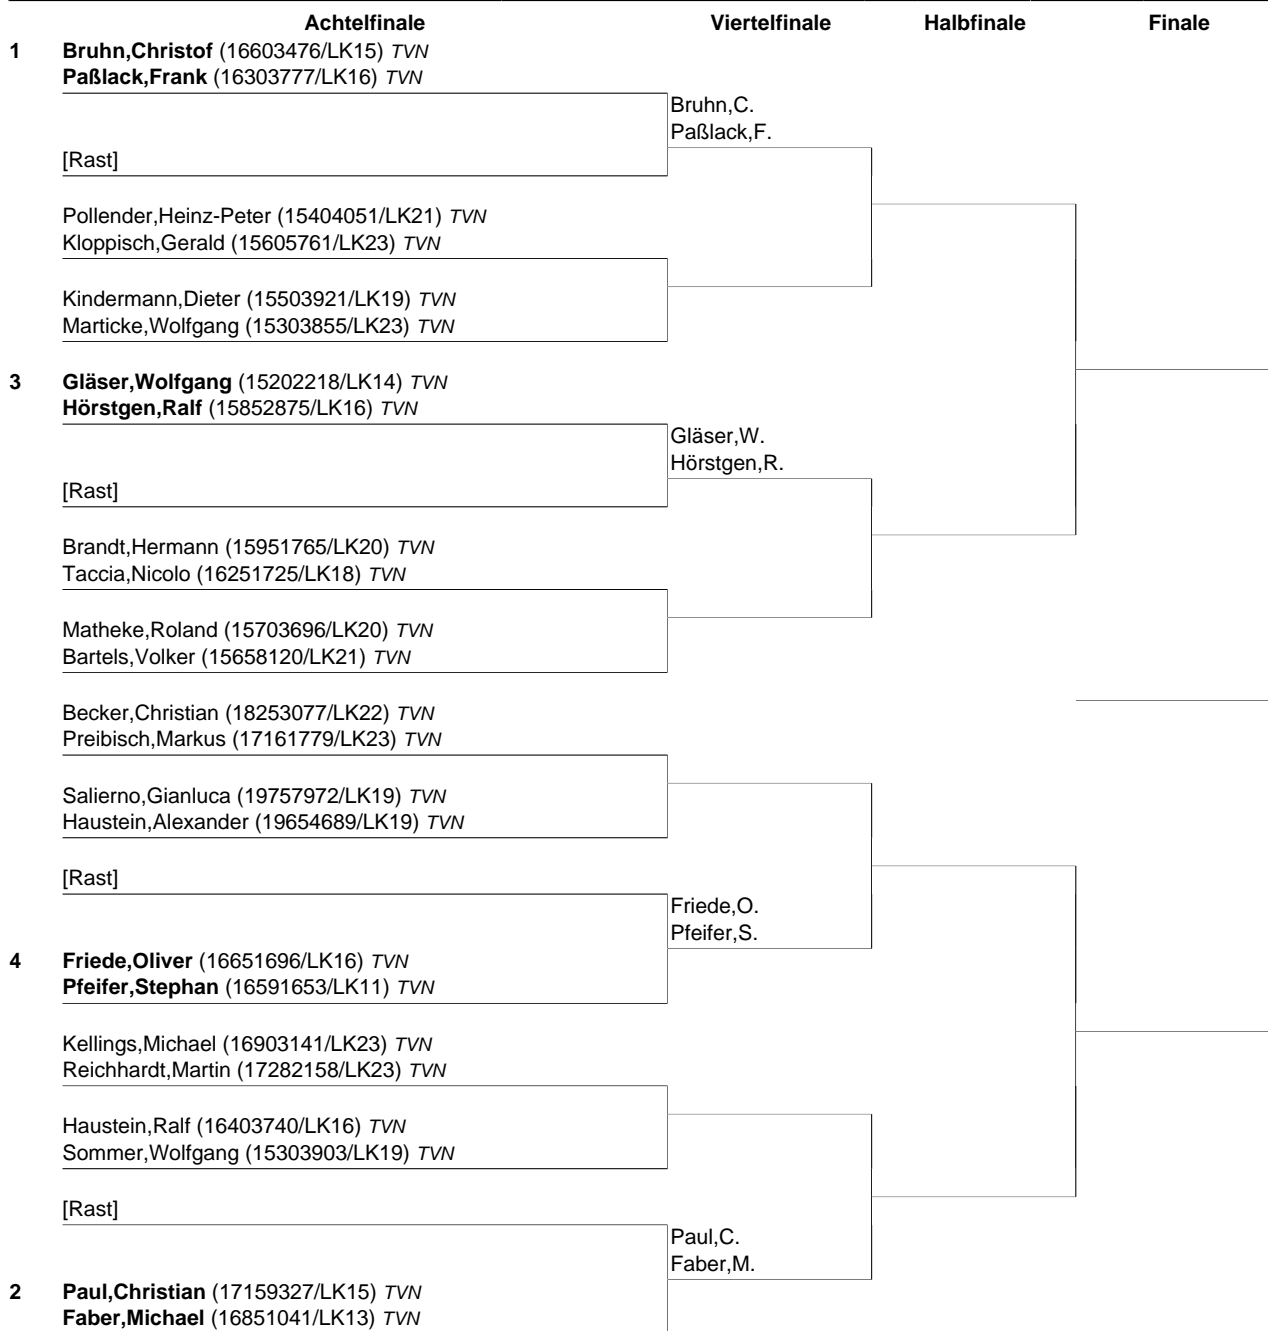 Achtelfinale Viertelfinale Halbfinale Finale
1 Bruhn,Christof (16603476/LK15) TVN
Paßlack,Frank (16303777/LK16) TVN
Bruhn,C.
Paßlack,F.
[Rast]
Pollender,Heinz-Peter (15404051/LK21) TVN
Kloppisch,Gerald (15605761/LK23) TVN
Kindermann,Dieter (15503921/LK19) TVN
Marticke,Wolfgang (15303855/LK23) TVN
3 Gläser,Wolfgang (15202218/LK14) TVN
Hörstgen,Ralf (15852875/LK16) TVN
Gläser,W.
Hörstgen,R.
[Rast]
Brandt,Hermann (15951765/LK20) TVN
Taccia,Nicolo (16251725/LK18) TVN
Matheke,Roland (15703696/LK20) TVN
Bartels,Volker (15658120/LK21) TVN
Becker,Christian (18253077/LK22) TVN
Preibisch,Markus (17161779/LK23) TVN
Salierno,Gianluca (19757972/LK19) TVN
Haustein,Alexander (19654689/LK19) TVN
[Rast]
Friede,O.
Pfeifer,S.
4 Friede,Oliver (16651696/LK16) TVN
Pfeifer,Stephan (16591653/LK11) TVN
Kellings,Michael (16903141/LK23) TVN
Reichhardt,Martin (17282158/LK23) TVN
Haustein,Ralf (16403740/LK16) TVN
Sommer,Wolfgang (15303903/LK19) TVN
[Rast]
Paul,C.
Faber,M.
2 Paul,Christian (17159327/LK15) TVN
Faber,Michael (16851041/LK13) TVN